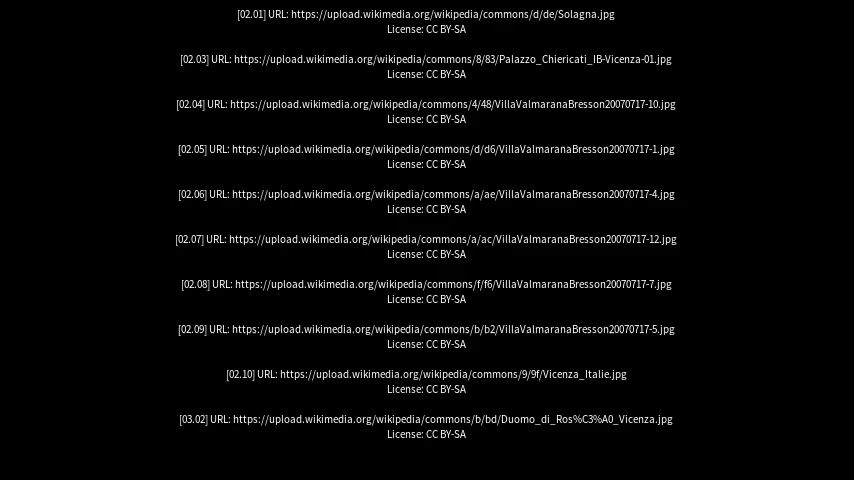 [02.01] URL: https://upload.wikimedia.org/wikipedia/commons/d/de/Solagna.jpg
License: CC BY-SA
[02.03] URL: https://upload.wikimedia.org/wikipedia/commons/8/83/Palazzo_Chiericati_IB-Vicenza-01.jpg
License: CC BY-SA
[02.04] URL: https://upload.wikimedia.org/wikipedia/commons/4/48/VillaValmaranaBresson20070717-10.jpg
License: CC BY-SA
[02.05] URL: https://upload.wikimedia.org/wikipedia/commons/d/d6/VillaValmaranaBresson20070717-1.jpg
License: CC BY-SA
[02.06] URL: https://upload.wikimedia.org/wikipedia/commons/a/ae/VillaValmaranaBresson20070717-4.jpg
License: CC BY-SA
[02.07] URL: https://upload.wikimedia.org/wikipedia/commons/a/ac/VillaValmaranaBresson20070717-12.jpg
License: CC BY-SA
[02.08] URL: https://upload.wikimedia.org/wikipedia/commons/f/f6/VillaValmaranaBresson20070717-7.jpg
License: CC BY-SA
[02.09] URL: https://upload.wikimedia.org/wikipedia/commons/b/b2/VillaValmaranaBresson20070717-5.jpg
License: CC BY-SA
[02.10] URL: https://upload.wikimedia.org/wikipedia/commons/9/9f/Vicenza_Italie.jpg
License: CC BY-SA
[03.02] URL: https://upload.wikimedia.org/wikipedia/commons/b/bd/Duomo_di_Ros%C3%A0_Vicenza.jpg
License: CC BY-SA